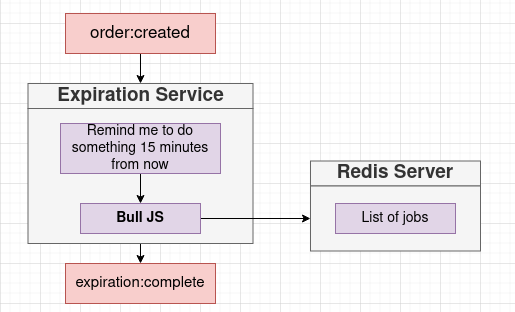 order:created
Expiration Service
Remind me to do
something 15 minutes
from now
Bull JS
Redis Server
List of jobs
expiration:complete